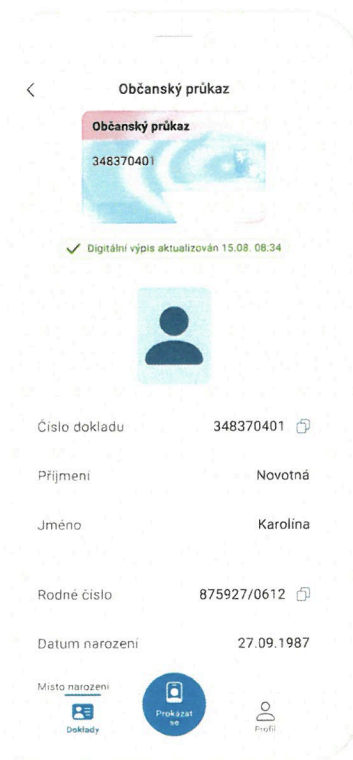 Občanský průkaz
Občanský průkaz
348370401
Digitální výpis aktualizován 15.08. 08:34
Číslo dokladu 348370401
Příjmení Novotná
Jméno Karolína
Rodné číslo 875927/0612
Datum narození 27.09.1987
Místo narození
Doklady
Prokázat
se
Profil